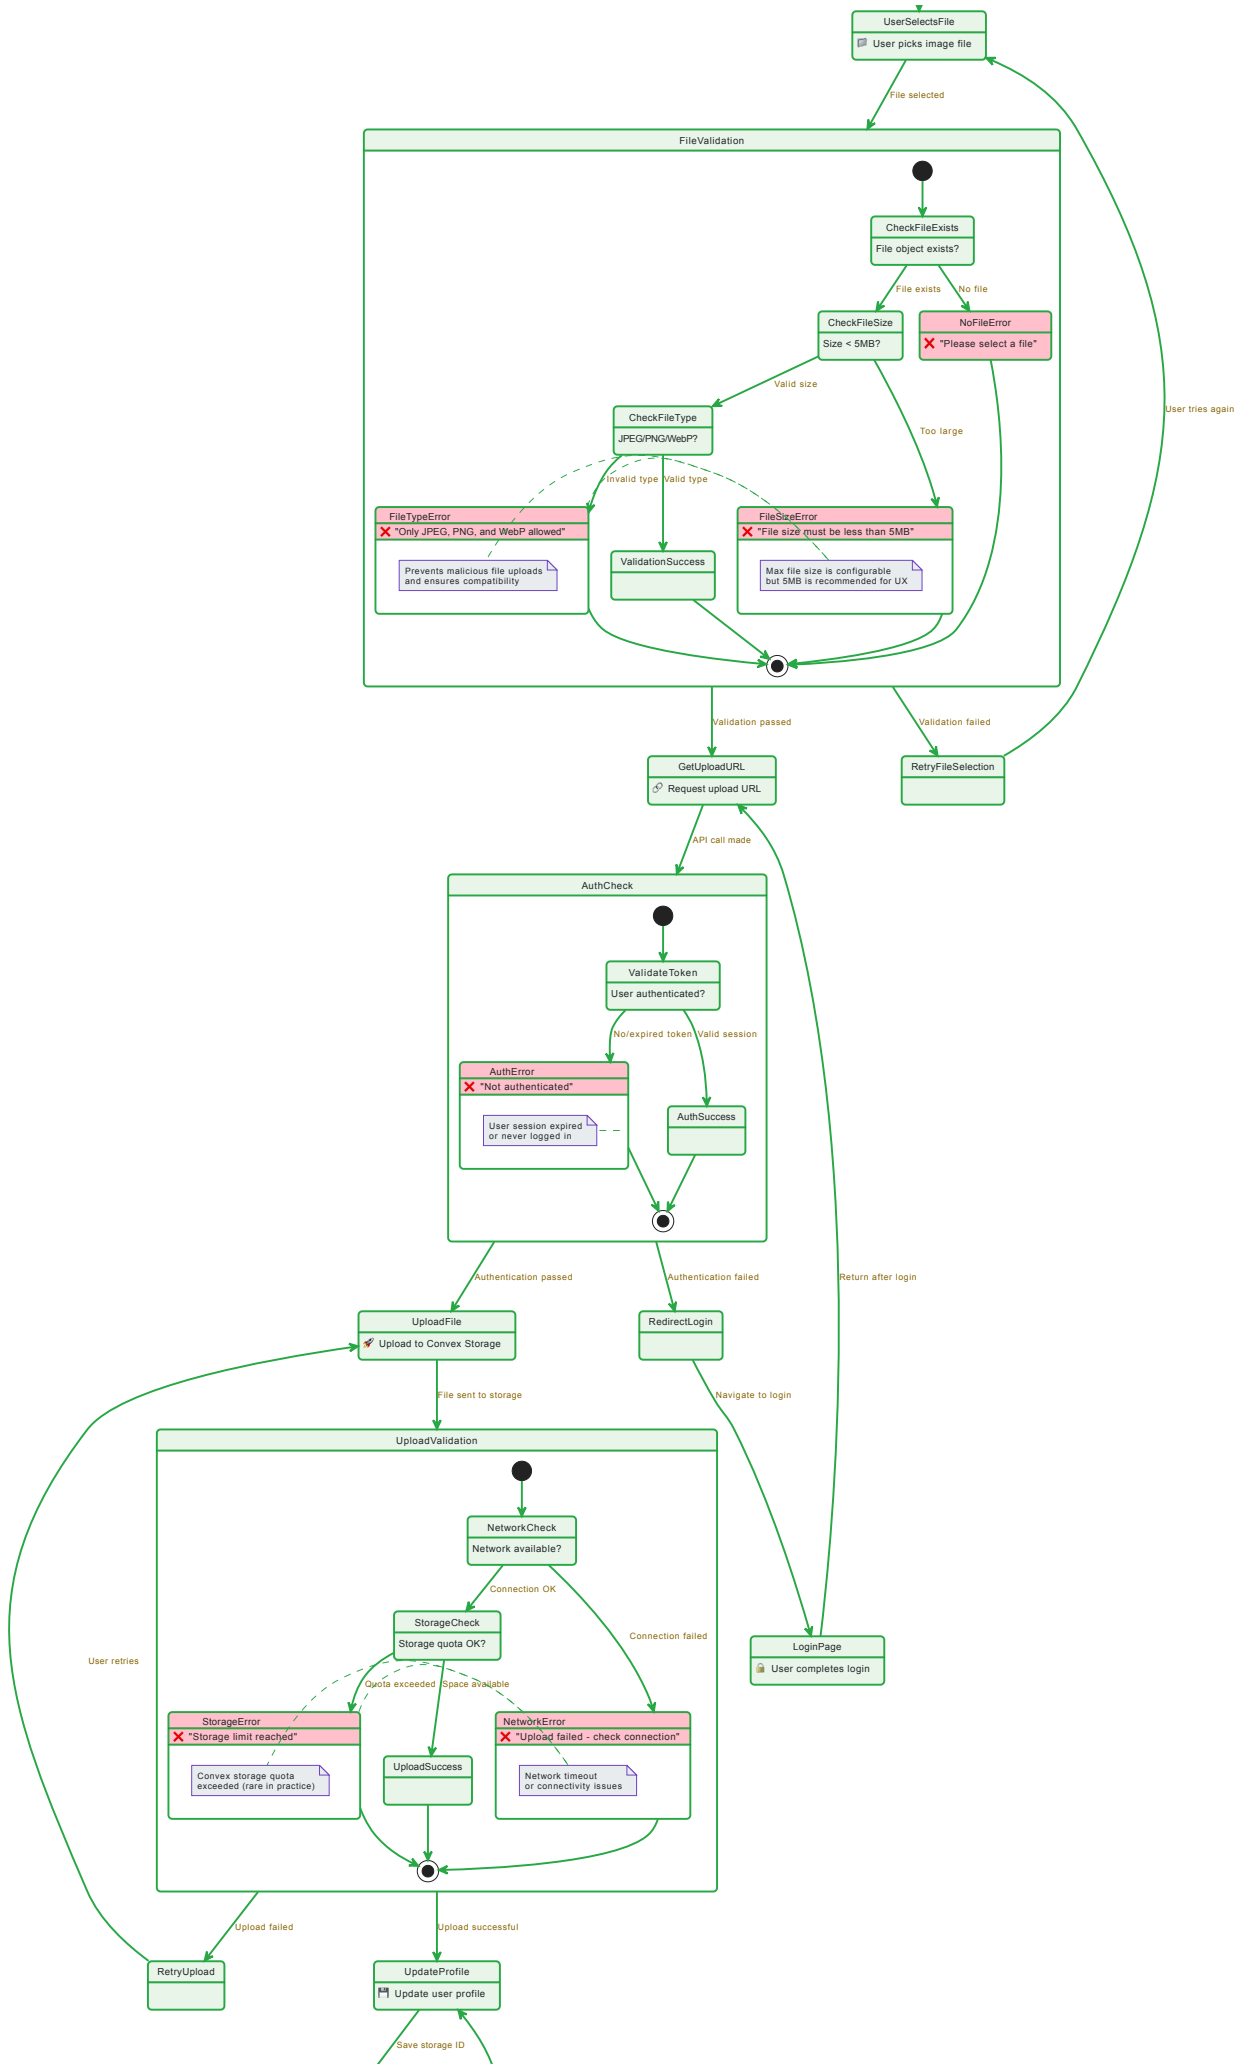 UserSelectsFile
User picks image file
File selected
FileValidation
CheckFileExists
File object exists?
File exists
No file
CheckFileSize
Size < 5MB?
NoFileError
❌ "Please select a file"
Valid size
User tries again
CheckFileType
JPEG/PNG/WebP?
Too large
Invalid type
Valid type
FileTypeError
❌ "Only JPEG, PNG, and WebP allowed"
FileSizeError
❌ "File size must be less than 5MB"
Prevents malicious file uploads
and ensures compatibility
ValidationSuccess
Max file size is configurable
but 5MB is recommended for UX
Validation passed
Validation failed
GetUploadURL
Request upload URL
RetryFileSelection
API call made
AuthCheck
ValidateToken
User authenticated?
No/expired token
Valid session
AuthError
❌ "Not authenticated"
User session expired
or never logged in
AuthSuccess
Authentication passed
Authentication failed
Return after login
UploadFile
Upload to Convex Storage
RedirectLogin
File sent to storage
Navigate to login
UploadValidation
NetworkCheck
Network available?
Connection OK
StorageCheck
Storage quota OK?
Connection failed
LoginPage
User completes login
User retries
Quota exceeded
Space available
StorageError
❌ "Storage limit reached"
NetworkError
❌ "Upload failed - check connection"
Convex storage quota
exceeded (rare in practice)
UploadSuccess
Network timeout
or connectivity issues
Upload failed
Upload successful
RetryUpload
UpdateProfile
Update user profile
Save storage ID